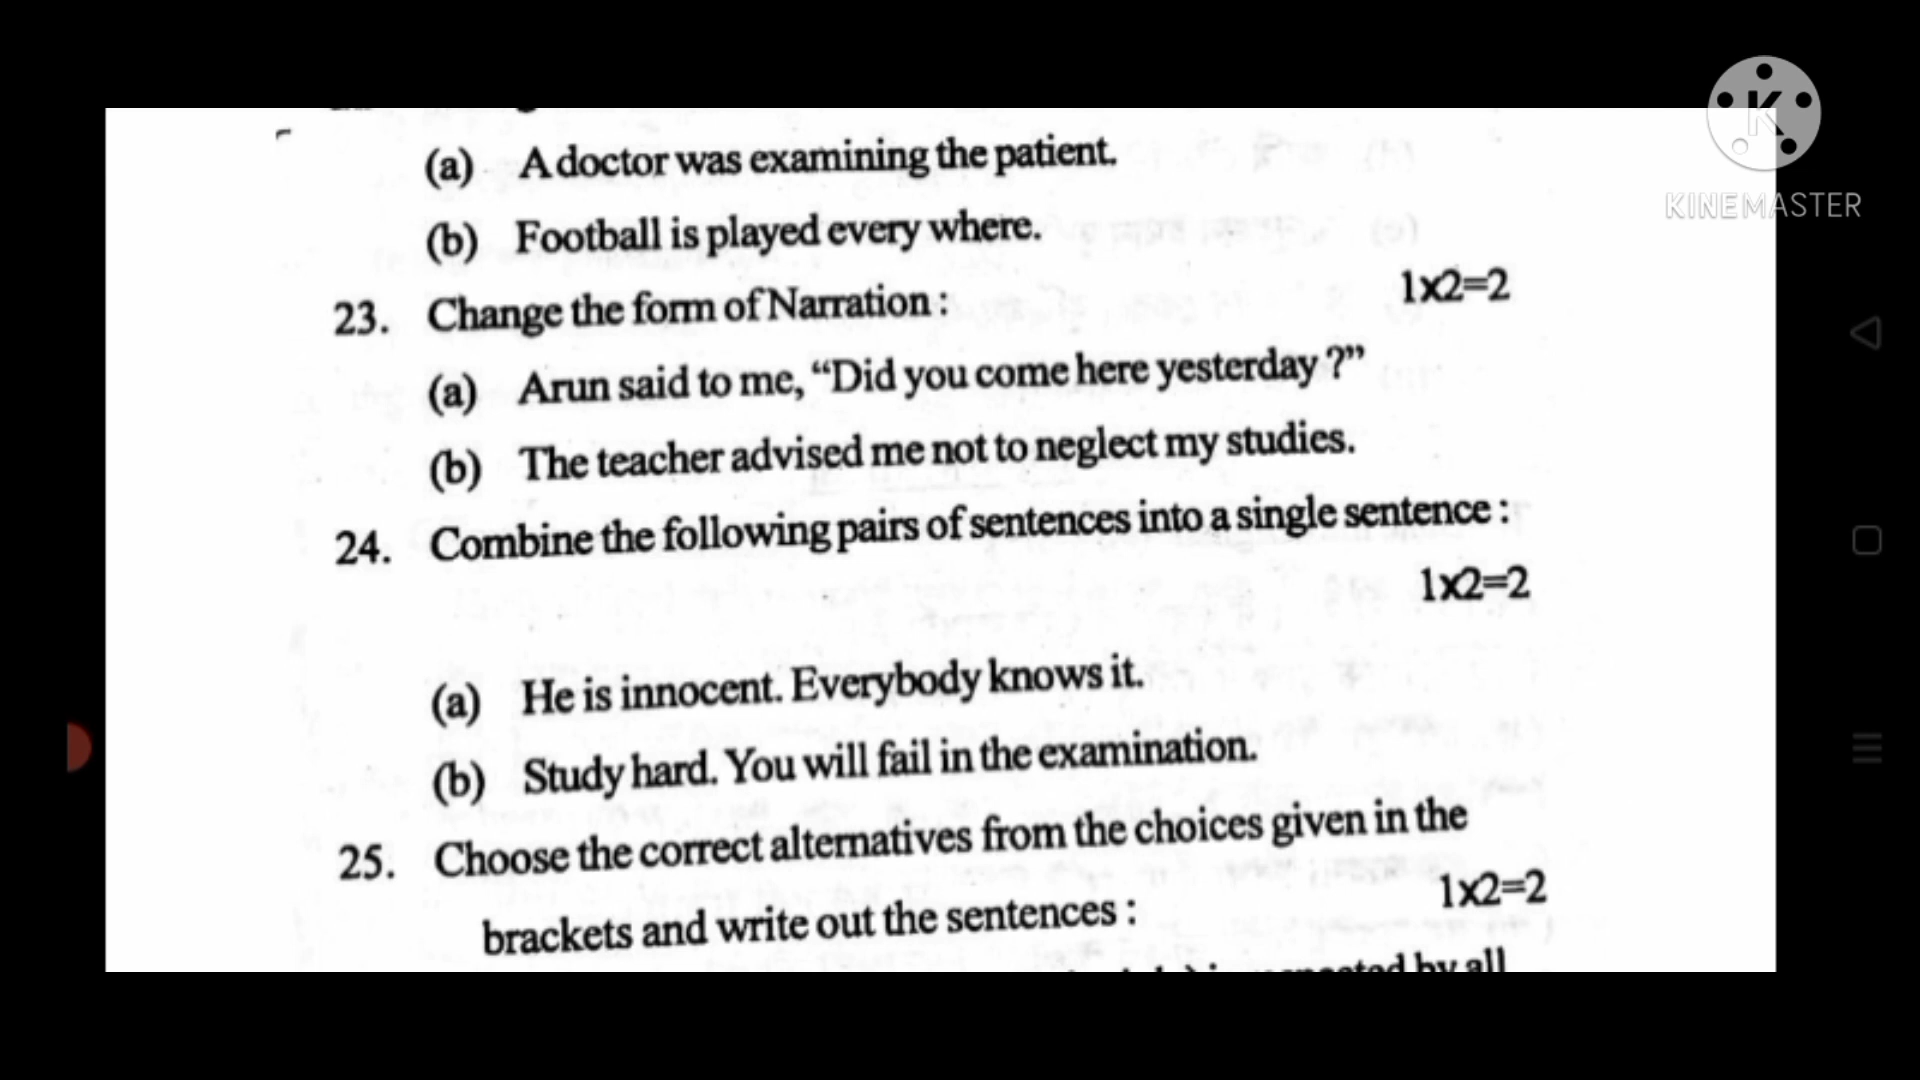 (a) A doctor was examining the patient.
(b) Football is played every where.
23. Change the form of Narration : 1x2=2
(a) Arun said to me, “Did you come here yesterday ?”
(b) The teacher advised me not to neglect my studies.
24. Combine the following pairs of sentences into a single sentence :
1x2=2
(a) He is innocent. Everybody knows it.
(b) Study hard. You will fail in the examination.
25. Choose the correct alternatives from the choices given in the
brackets and write out the sentences : 1x2=2
by all
K
KINEMASTER